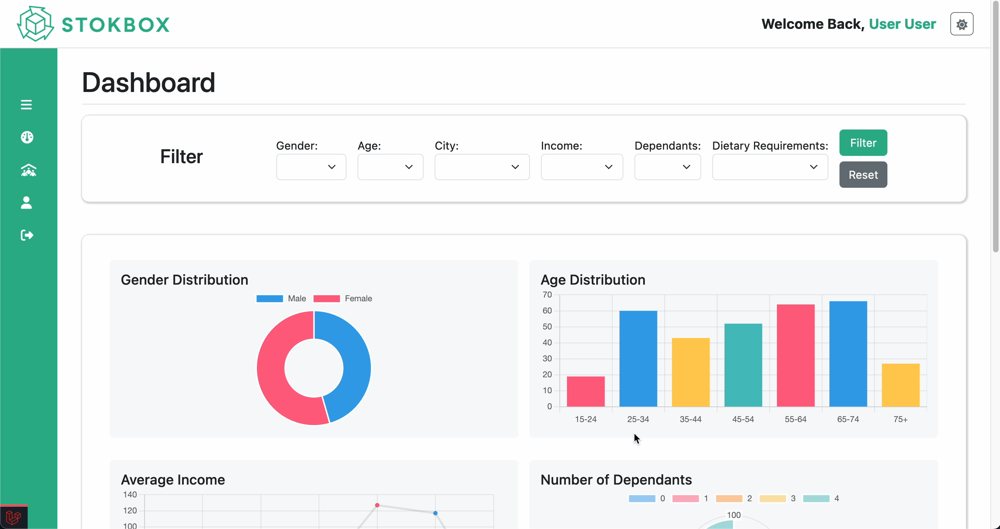 STOKBOX
Welcome Back, User User
Dashboard
Filter
Gender:
Age:
City:
Income:
Dependants:
Dietary Requirements:
Filter
Reset
Gender Distribution
Male
Female
Age Distribution
70
60
50
40
30
20
10
0
15-24
25-34
35-44
45-54
55-64
65-74
75+
Average Income
140
120
100
Number of Dependants
0
1
2
3
4
100